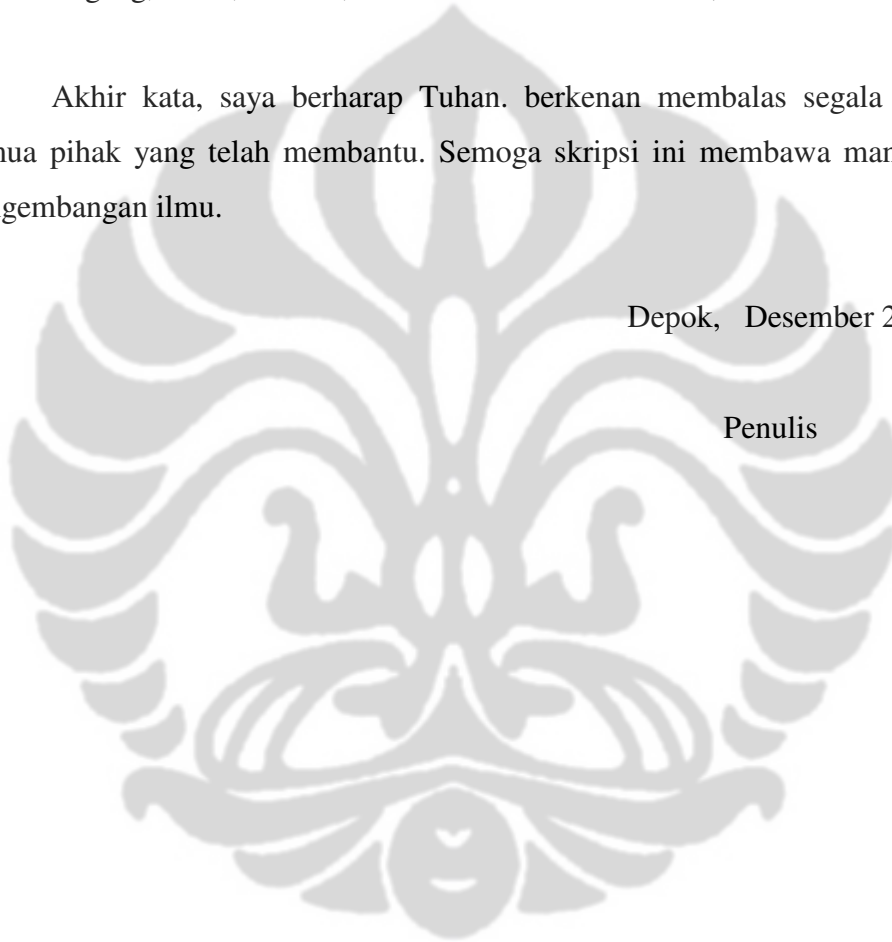 Akhir kata, saya berharap Tuhan. berkenan membalas segala
pihak yang telah membantu. Semoga skripsi ini membawa
ilmu.
Depok, Desember
Penulis